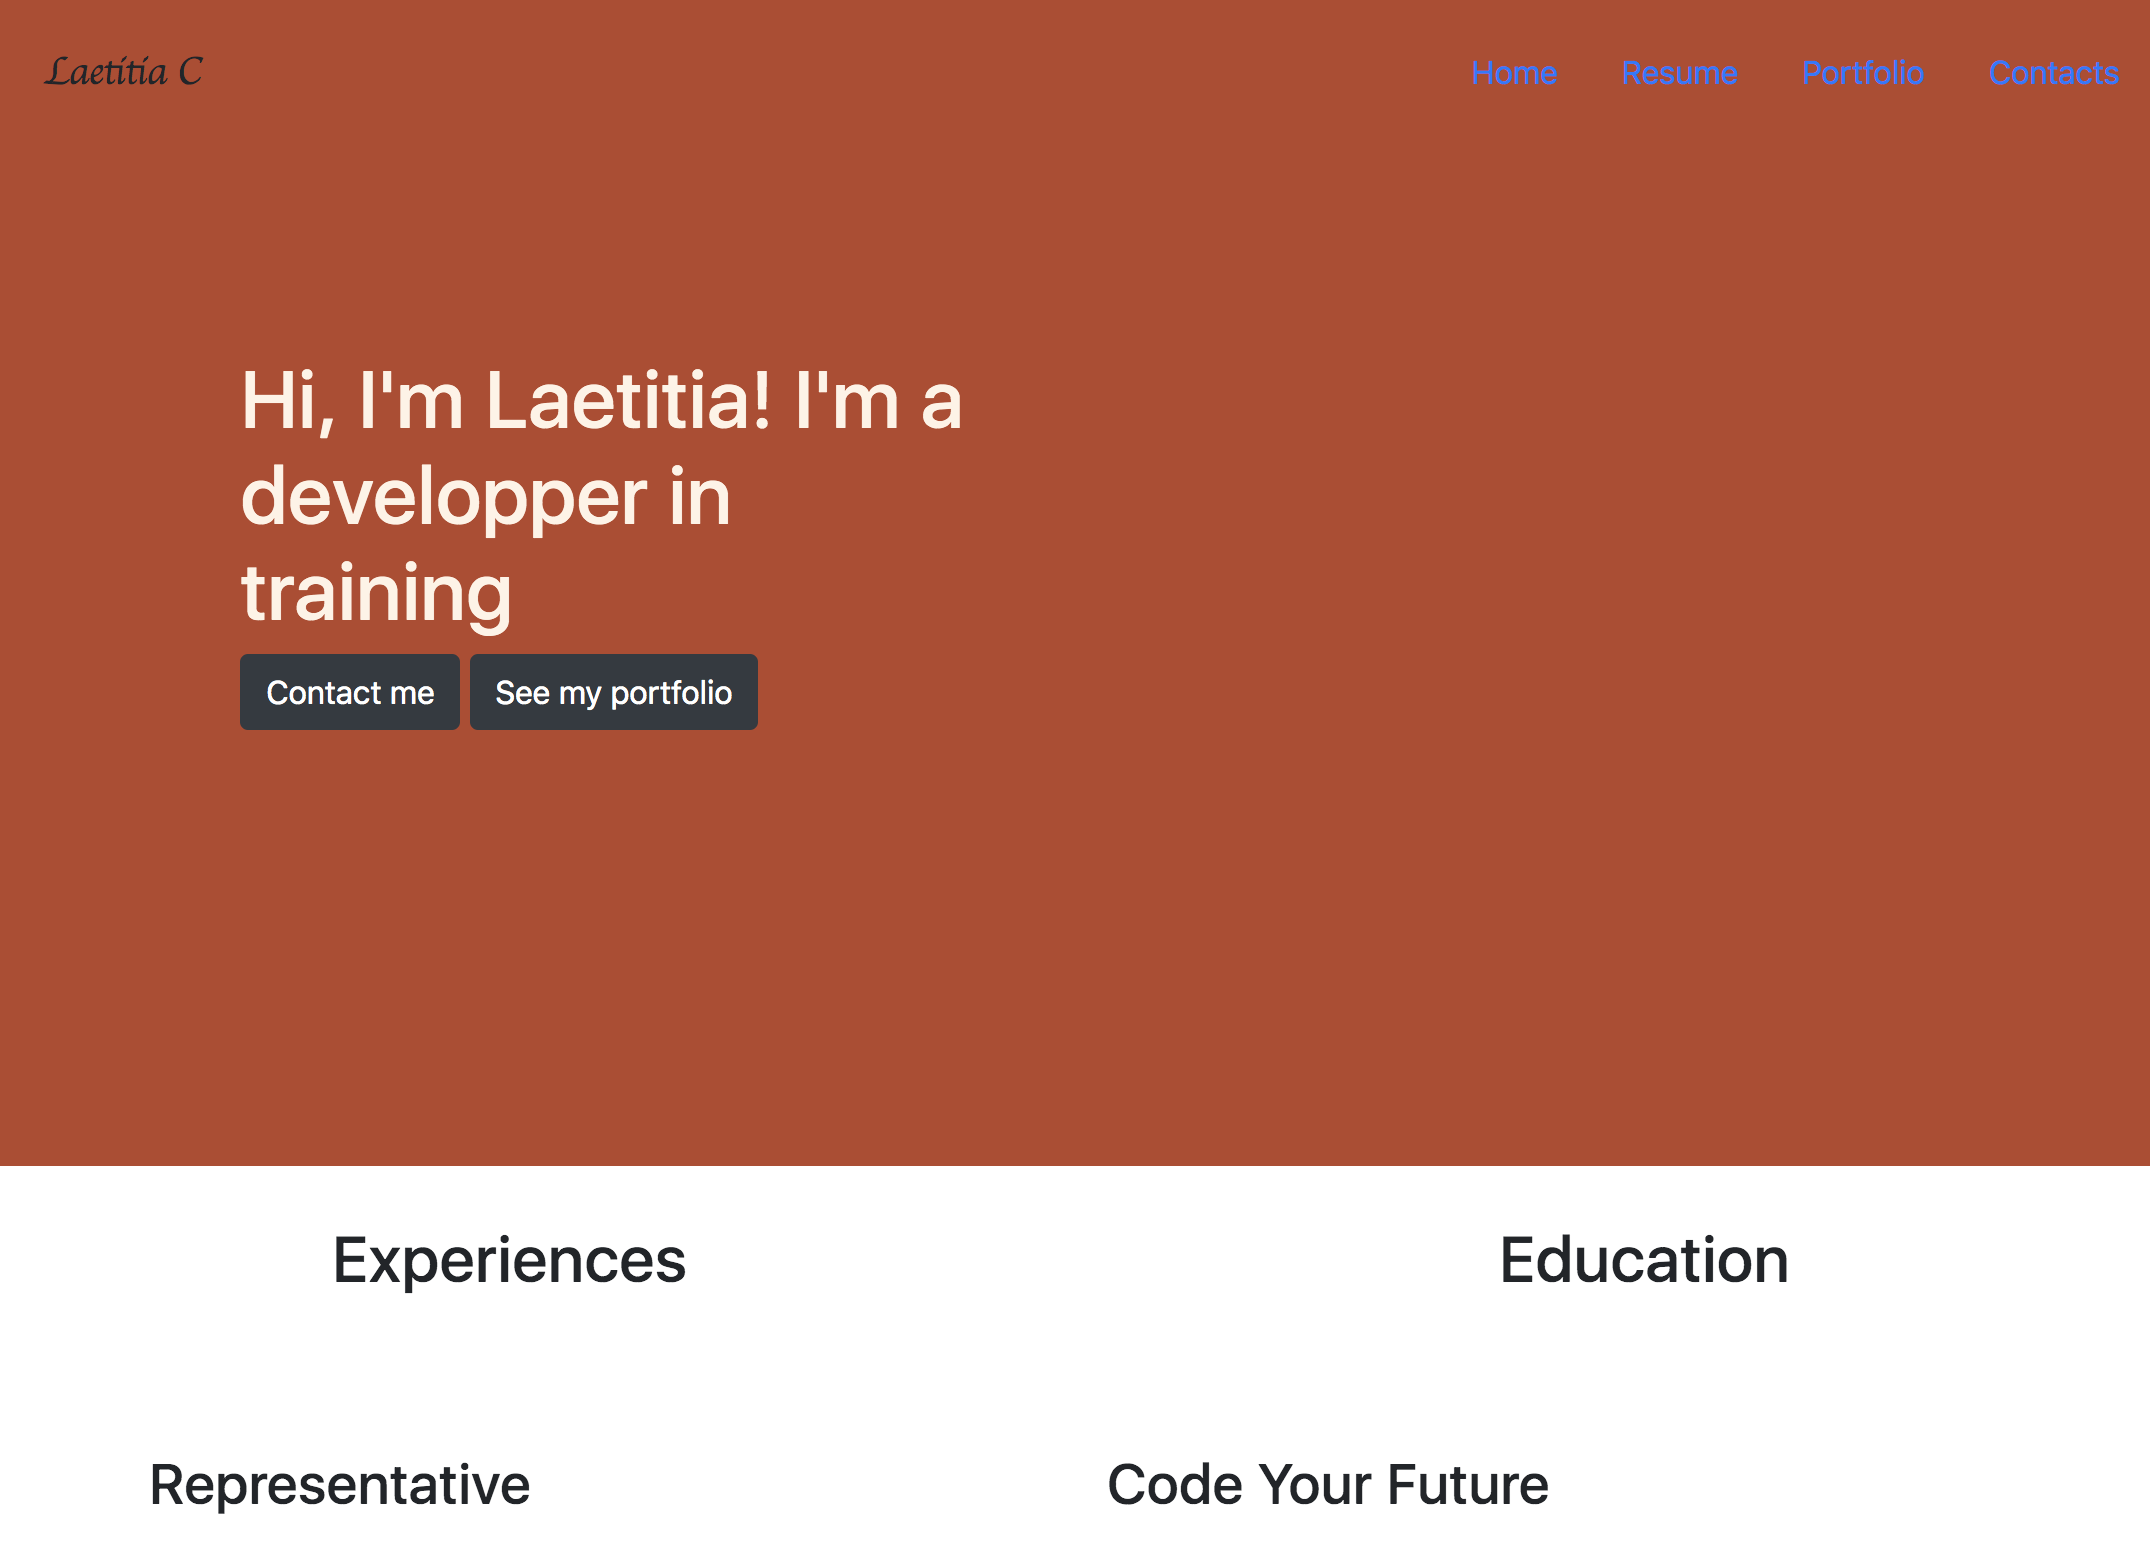 Laetitia C
Home Resume Portfolio Contacts
Hi, I'm Laetitia! I'm a
developper in
training
Contact me See my portfolio
Experiences Education
Representative Code Your Future